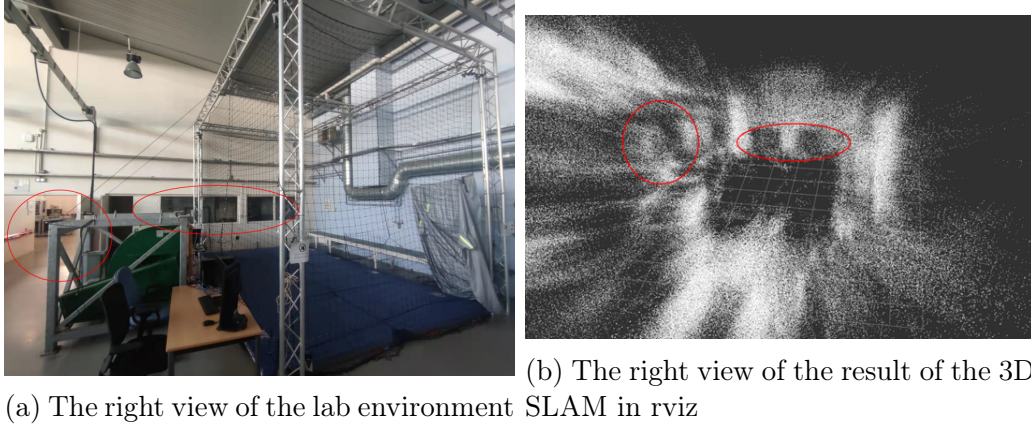 (a) The right view of the lab environment
(b) The right view of the result of the 3D
SLAM in rviz